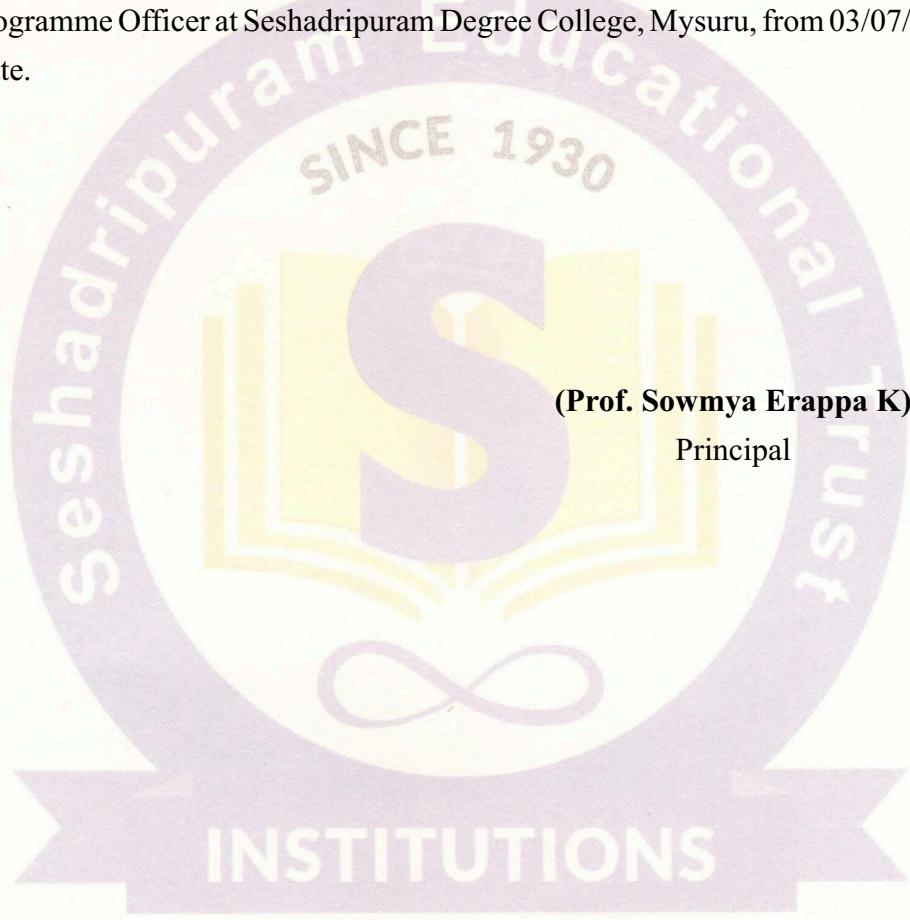 ogramme Officer at Seshadripuram Degree College, Mysuru, from 03/07/
te.
Seshadripuram Educational Trust
SINCE 1930
S
(Prof. Sowmya Erappa K)
Principal
INSTITUTIONS